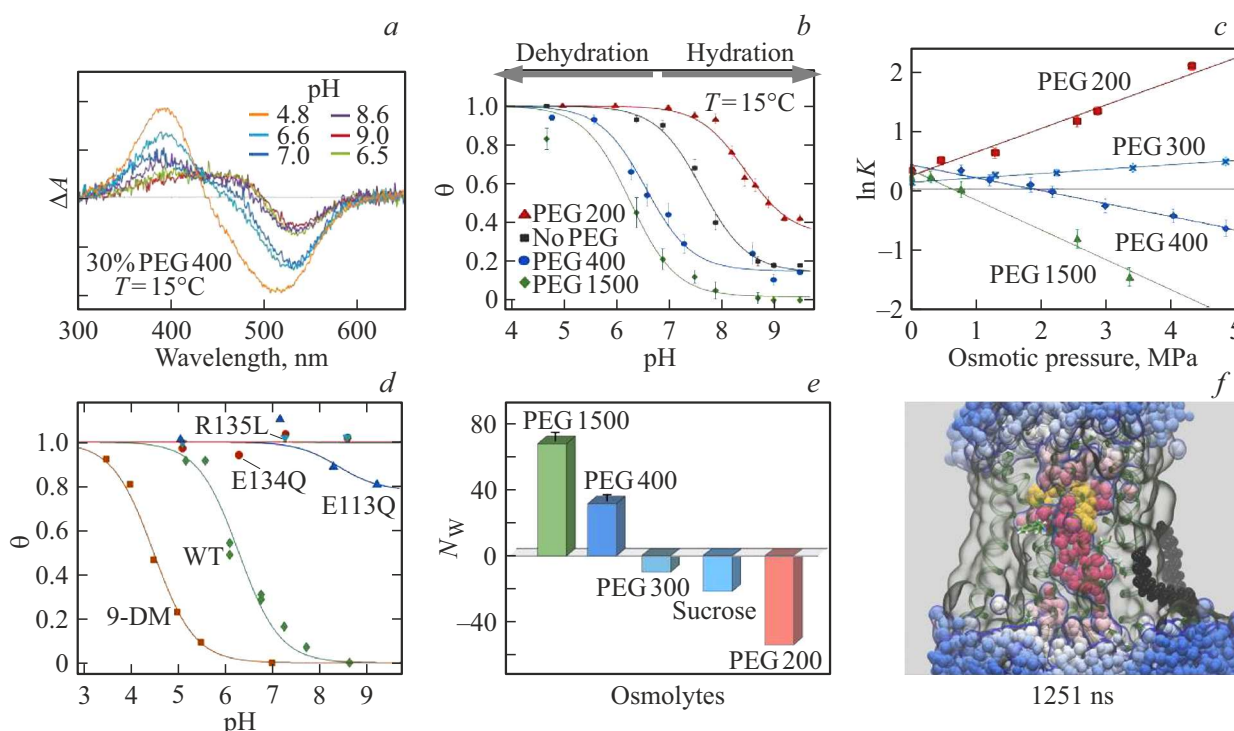 a
ΔA
pH
4.8 8.6
6.6 9.0
7.0 6.5
30% PEG 400
T = 15°C
300 400 500 600
Wavelength, nm
b
Dehydration Hydration
T = 15°C
θ
1.0
0.8
0.6
0.4
0.2
0
PEG 200
No PEG
PEG 400
PEG 1500
4 5 6 7 8 9
pH
c
ln K
2
1
0
−1
−2
PEG 200
PEG 300
PEG 400
PEG 1500
0 1 2 3 4 5
Osmotic pressure, MPa
d
θ
1.0
0.8
0.6
0.4
0.2
0
R135L
E134Q
E113Q
WT
9-DM
3 4 5 6 7 8 9
pH
e
N_W
80
40
0
−40
PEG 1500
PEG 400
PEG 300
Sucrose
PEG 200
Osmolytes
f
1251 ns